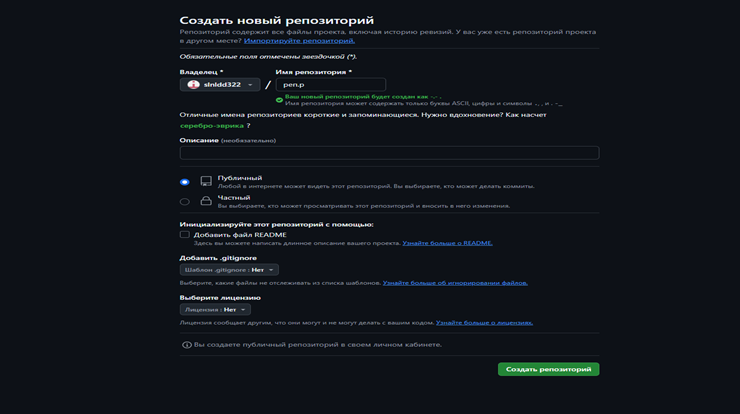 Создать новый репозиторий
Репозиторий содержит все файлы проекта, включая историю ревизий. У вас уже есть репозиторий проекта
в другом месте? Импортируйте репозиторий.
Обязательные поля отмечены звездочкой (*).
Владелец * Имя репозитория *
slnldd322 / рел.р
Ваш новый репозиторий будет создан как -.- .
Имя репозитория может содержать только буквы ASCII, цифры и символы ., , и . - _
Отличные имена репозиториев короткие и запоминающиеся. Нужно вдохновение? Как насчет
серебро-эврика ?
Описание (необязательно)
Публичный
Любой в интернете может видеть этот репозиторий. Вы выбираете, кто может делать коммиты.
Частный
Вы выбираете, кто может просматривать этот репозиторий и вносить в него изменения.
Инициализируйте этот репозиторий с помощью:
Добавить файл README
Здесь вы можете написать длинное описание вашего проекта. Узнайте больше о README.
Добавить .gitignore
Шаблон .gitignore : Нет
Выберите, какие файлы не отслеживать из списка шаблонов. Узнайте больше об игнорировании файлов.
Выберите лицензию
Лицензия : Нет
Лицензия сообщает другим, что они могут и не могут делать с вашим кодом. Узнайте больше о лицензиях.
Вы создаете публичный репозиторий в своем личном кабинете.
Создать репозиторий